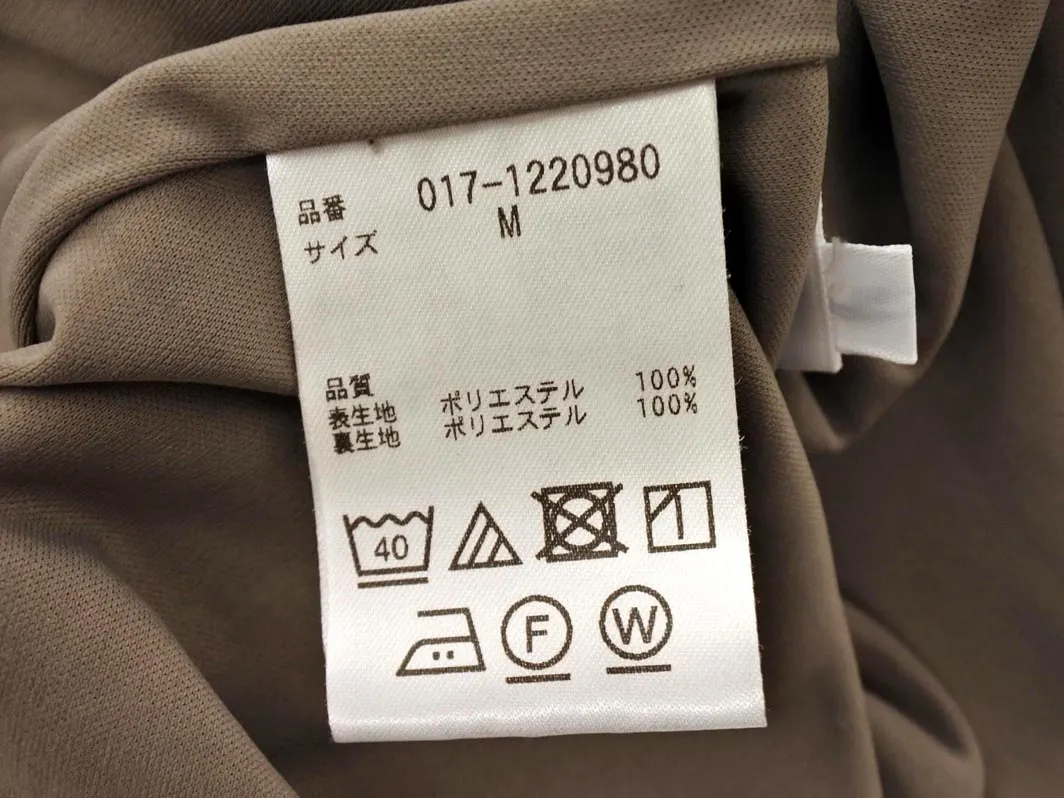 品番 017-1220980
サイズ M
品質
表生地 ポリエステル 100%
裏生地 ポリエステル 100%
40
F W